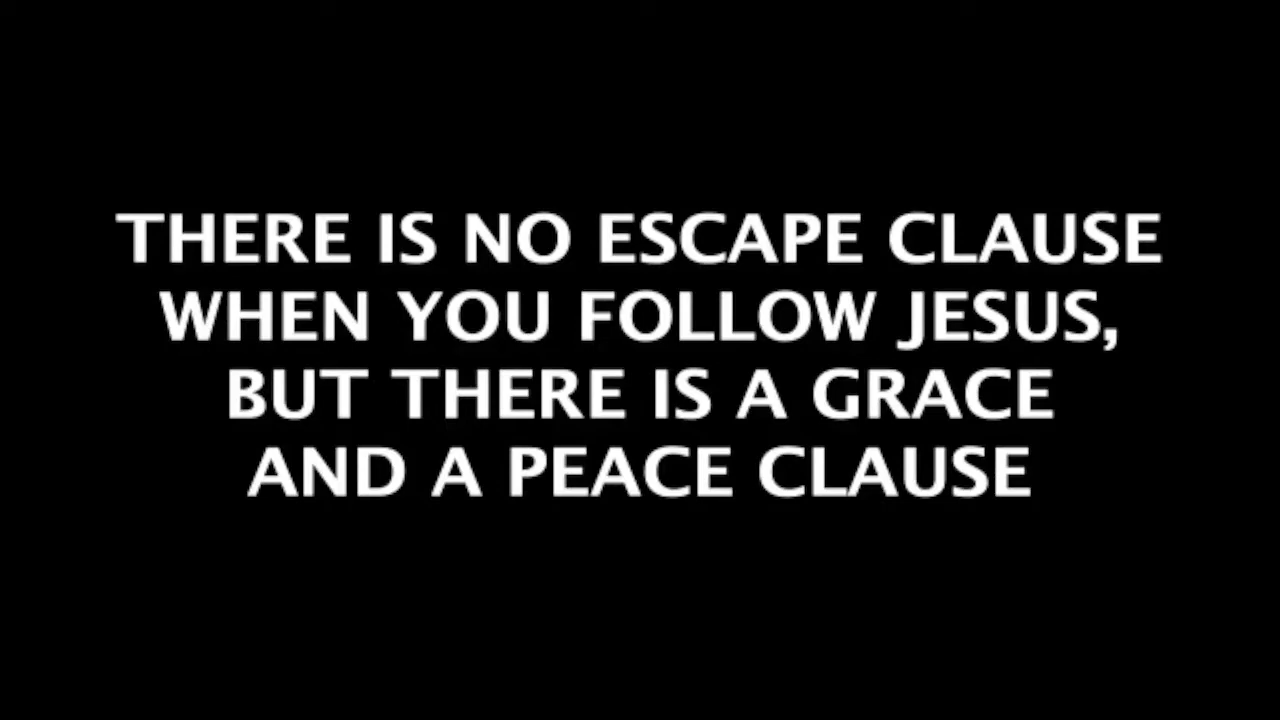 THERE IS NO ESCAPE CLAUSE
WHEN YOU FOLLOW JESUS,
BUT THERE IS A GRACE
AND A PEACE CLAUSE